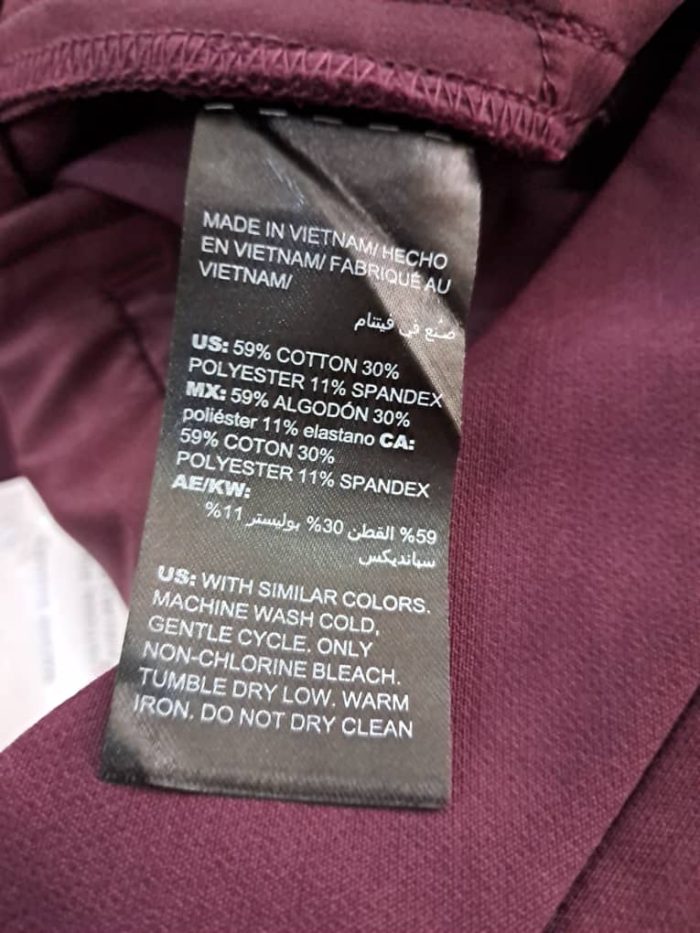 MADE IN VIETNAM/ HECHO
EN VIETNAM/ FABRIQUÉ AU
VIETNAM/
صنع في فيتنام
US: 59% COTTON 30%
POLYESTER 11% SPANDEX
MX: 59% ALGODÓN 30%
poliéster 11% elastano CA:
59% COTON 30%
POLYESTER 11% SPANDEX
AE/KW:
59% القطن 30% بوليستر 11%
سبانديكس
US: WITH SIMILAR COLORS.
MACHINE WASH COLD,
GENTLE CYCLE. ONLY
NON-CHLORINE BLEACH.
TUMBLE DRY LOW. WARM
IRON. DO NOT DRY CLEAN